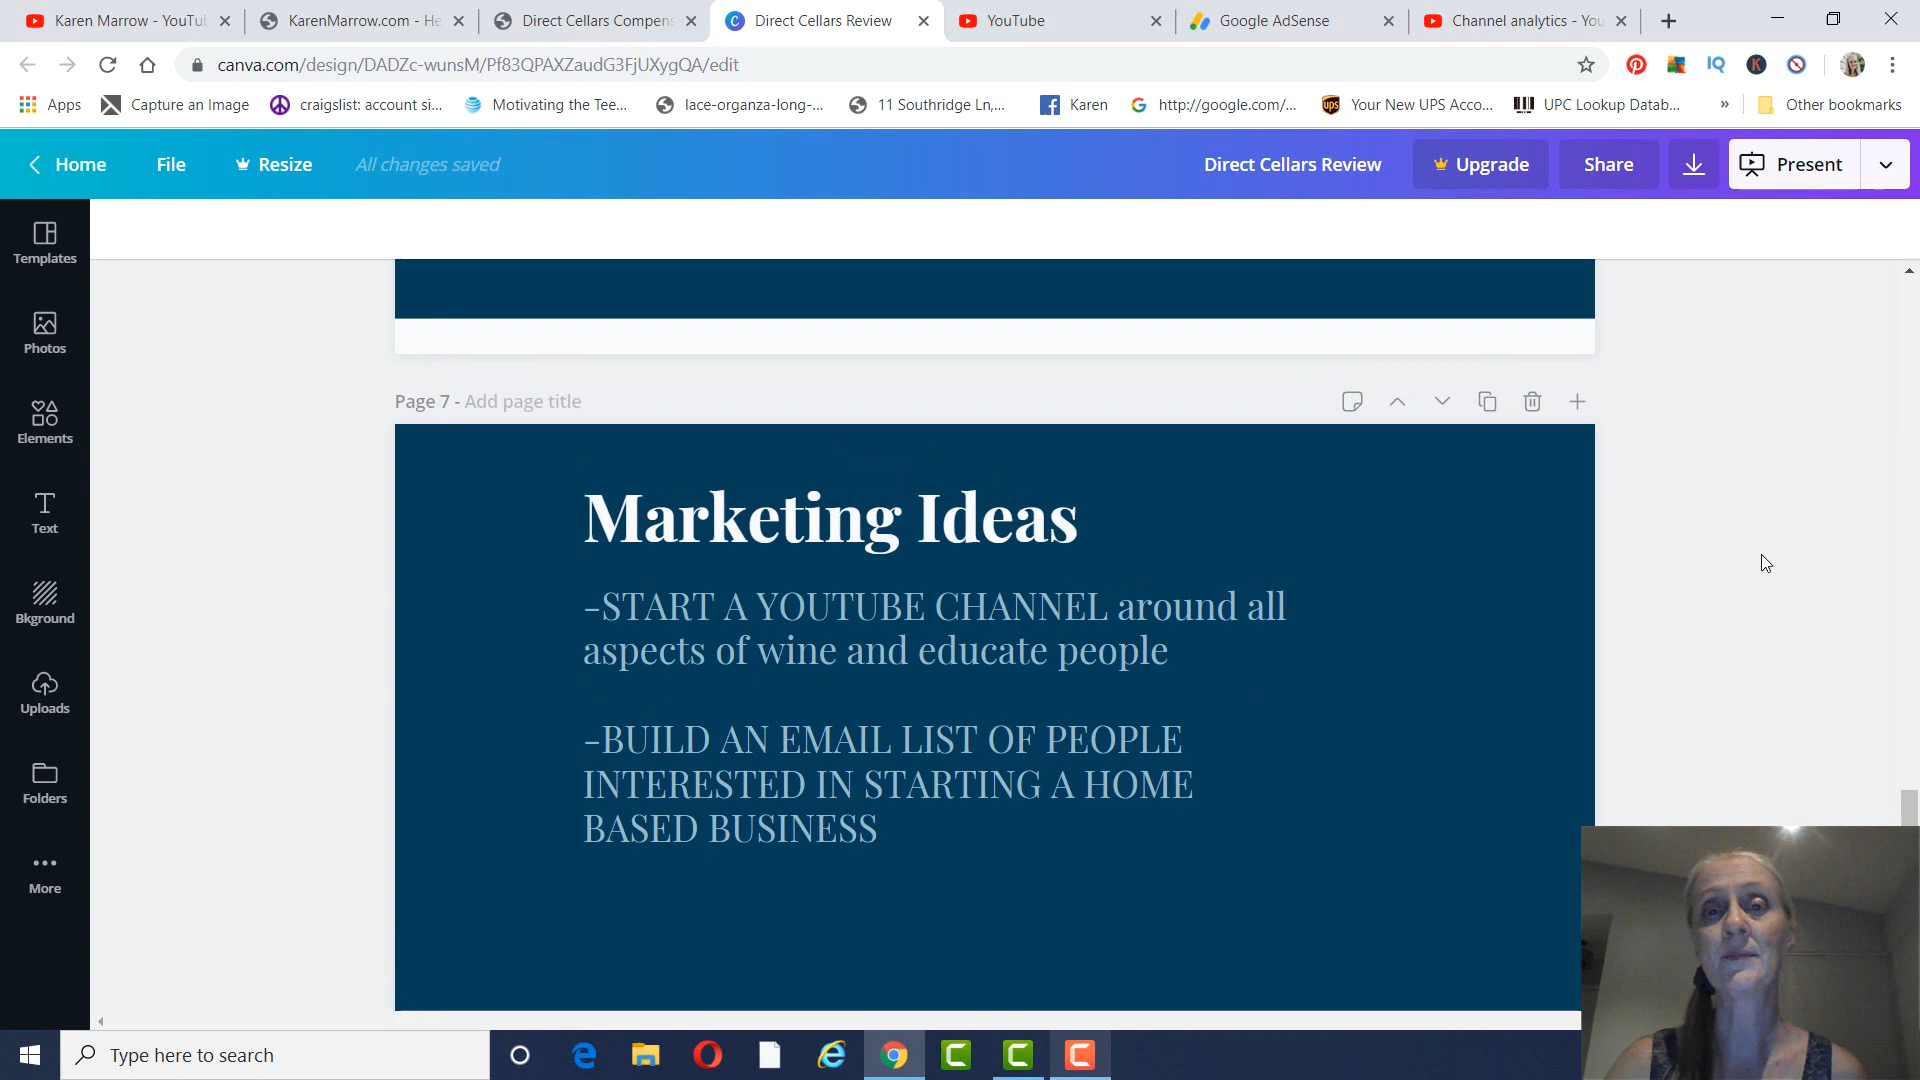 Karen Marrow - YouTu
KarenMarrow.com - He
Direct Cellars Compens
Direct Cellars Review
YouTube
Google AdSense
Channel analytics - You
canva.com/design/DADZc-wunsM/Pf83QPAXZaudG3FjUXygQA/edit
Apps
Capture an Image
craigslist: account si...
Motivating the Tee...
lace-organza-long-...
11 Southridge Ln,...
Karen
http://google.com/...
Your New UPS Acco...
UPC Lookup Datab...
»
Other bookmarks
Home
File
Resize
All changes saved
Direct Cellars Review
Upgrade
Share
Present
Templates
Photos
Elements
Text
Bkground
Uploads
Folders
More
Page 7 - Add page title
Marketing Ideas
-START A YOUTUBE CHANNEL around all
aspects of wine and educate people
-BUILD AN EMAIL LIST OF PEOPLE
INTERESTED IN STARTING A HOME
BASED BUSINESS
Type here to search